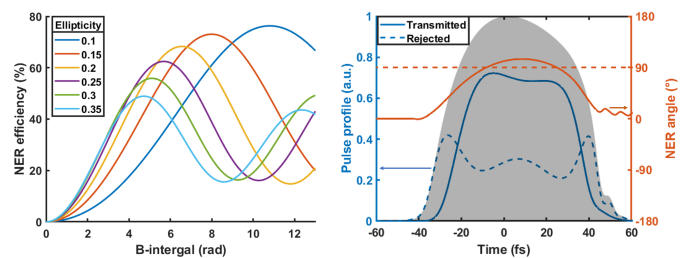 Ellipticity
0.1
0.15
0.2
0.25
0.3
0.35
NER efficiency (%)
80
60
40
20
0
0 2 4 6 8 10 12
B-intergal (rad)
Transmitted
Rejected
Pulse profile (a.u.)
1
0.8
0.6
0.4
0.2
0
-60 -40 -20 0 20 40 60
Time (fs)
180
90
0
-90
-180
NER angle (°)